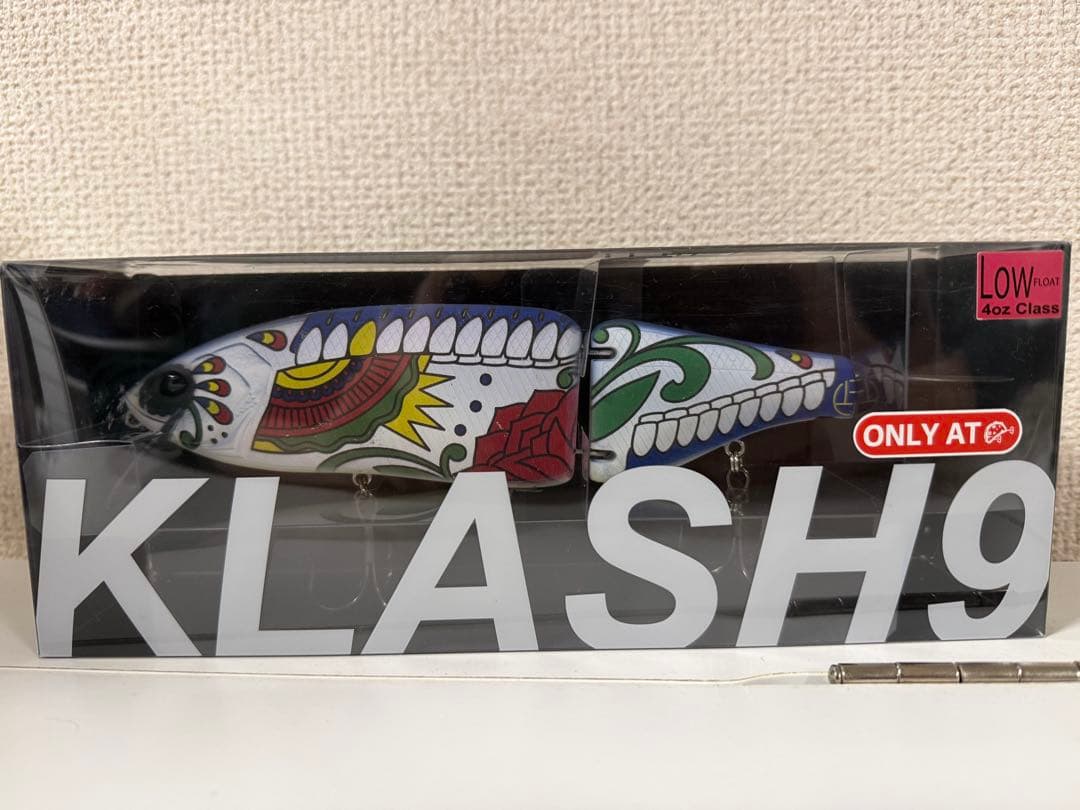 LOW FLOAT
4oz Class
ONLY AT
KLASH9